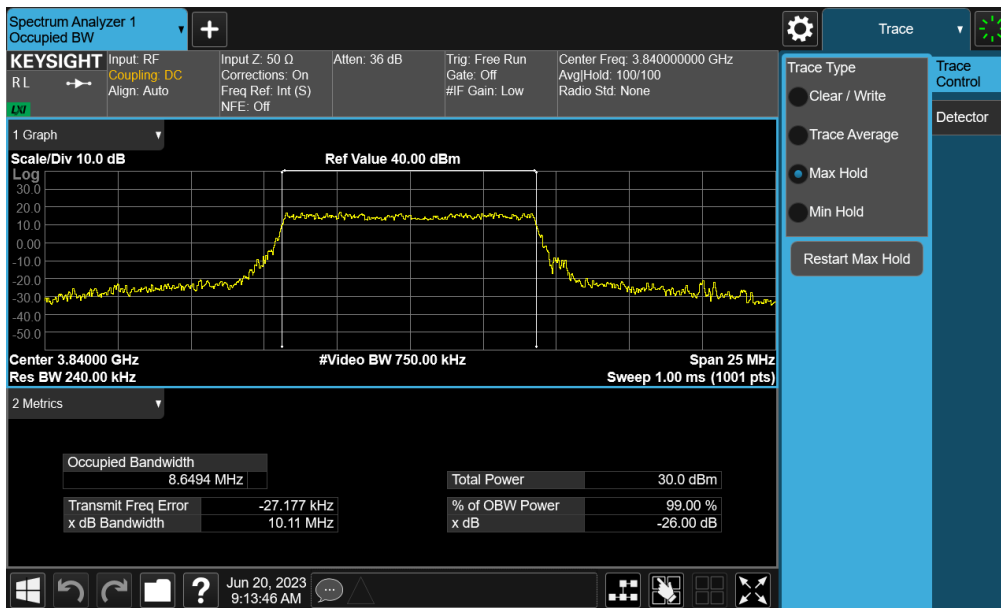 Spectrum Analyzer 1
Occupied BW
+
Trace
KEYSIGHT
R L
LXI
Input: RF
Coupling: DC
Align: Auto
Input Z: 50 Ω
Corrections: On
Freq Ref: Int (S)
NFE: Off
Atten: 36 dB
Trig: Free Run
Gate: Off
#IF Gain: Low
Center Freq: 3.840000000 GHz
Avg|Hold: 100/100
Radio Std: None
Trace Type
Clear / Write
Trace Average
Max Hold
Min Hold
Restart Max Hold
Trace
Control
Detector
1 Graph
Scale/Div 10.0 dB
Ref Value 40.00 dBm
Log
30.0
20.0
10.0
0.00
-10.0
-20.0
-30.0
-40.0
-50.0
Center 3.84000 GHz
#Video BW 750.00 kHz
Span 25 MHz
Res BW 240.00 kHz
Sweep 1.00 ms (1001 pts)
2 Metrics
Occupied Bandwidth
8.6494 MHz
Total Power 30.0 dBm
Transmit Freq Error -27.177 kHz
% of OBW Power 99.00 %
x dB Bandwidth 10.11 MHz
x dB -26.00 dB
?
Jun 20, 2023
9:13:46 AM